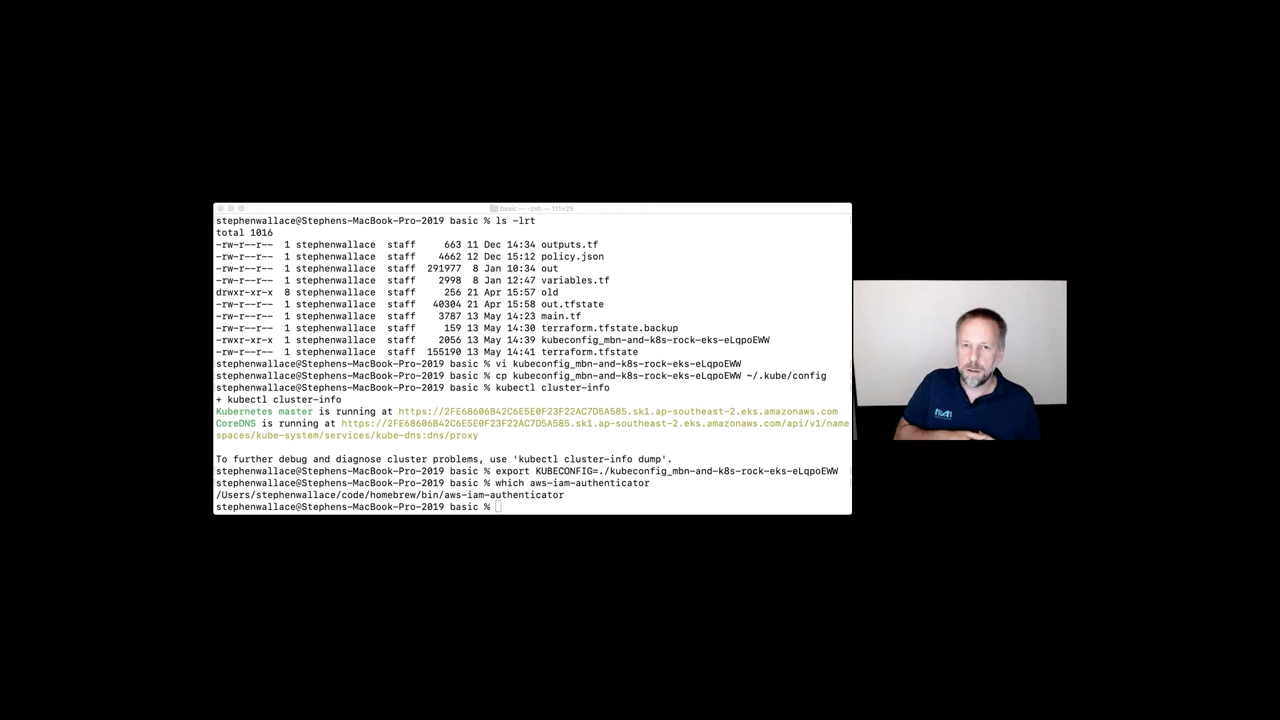 basic — -zsh — 111×25
stephenwallace@Stephens-MacBook-Pro-2019 basic % ls -lrt
total 1016
-rw-r--r--  1 stephenwallace  staff     663 11 Dec 14:34 outputs.tf
-rw-r--r--  1 stephenwallace  staff    4662 12 Dec 15:12 policy.json
-rw-r--r--  1 stephenwallace  staff  291977  8 Jan 10:34 out
-rw-r--r--  1 stephenwallace  staff    2998  8 Jan 12:47 variables.tf
drwxr-xr-x  8 stephenwallace  staff     256 21 Apr 15:57 old
-rw-r--r--  1 stephenwallace  staff   40304 21 Apr 15:58 out.tfstate
-rw-r--r--  1 stephenwallace  staff    3787 13 May 14:23 main.tf
-rw-r--r--  1 stephenwallace  staff     159 13 May 14:30 terraform.tfstate.backup
-rwxr-xr-x  1 stephenwallace  staff    2056 13 May 14:39 kubeconfig_mbn-and-k8s-rock-eks-eLqpoEWW
-rw-r--r--  1 stephenwallace  staff  155190 13 May 14:41 terraform.tfstate
stephenwallace@Stephens-MacBook-Pro-2019 basic % vi kubeconfig_mbn-and-k8s-rock-eks-eLqpoEWW
stephenwallace@Stephens-MacBook-Pro-2019 basic % cp kubeconfig_mbn-and-k8s-rock-eks-eLqpoEWW ~/.kube/config
stephenwallace@Stephens-MacBook-Pro-2019 basic % kubectl cluster-info
+ kubectl cluster-info
Kubernetes master is running at https://2FE68606B42C6E5E0F23F22AC7D5A585.sk1.ap-southeast-2.eks.amazonaws.com
CoreDNS is running at https://2FE68606B42C6E5E0F23F22AC7D5A585.sk1.ap-southeast-2.eks.amazonaws.com/api/v1/name
spaces/kube-system/services/kube-dns:dns/proxy
To further debug and diagnose cluster problems, use 'kubectl cluster-info dump'.
stephenwallace@Stephens-MacBook-Pro-2019 basic % export KUBECONFIG=./kubeconfig_mbn-and-k8s-rock-eks-eLqpoEWW
stephenwallace@Stephens-MacBook-Pro-2019 basic % which aws-iam-authenticator
/Users/stephenwallace/code/homebrew/bin/aws-iam-authenticator
stephenwallace@Stephens-MacBook-Pro-2019 basic %